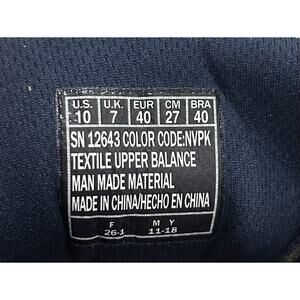 U.S. U.K. EUR CM BRA
10 7 40 27 40
SN 12643 COLOR CODE:NVPK
TEXTILE UPPER BALANCE
MAN MADE MATERIAL
MADE IN CHINA/HECHO EN CHINA
F M Y
26-1 11-18